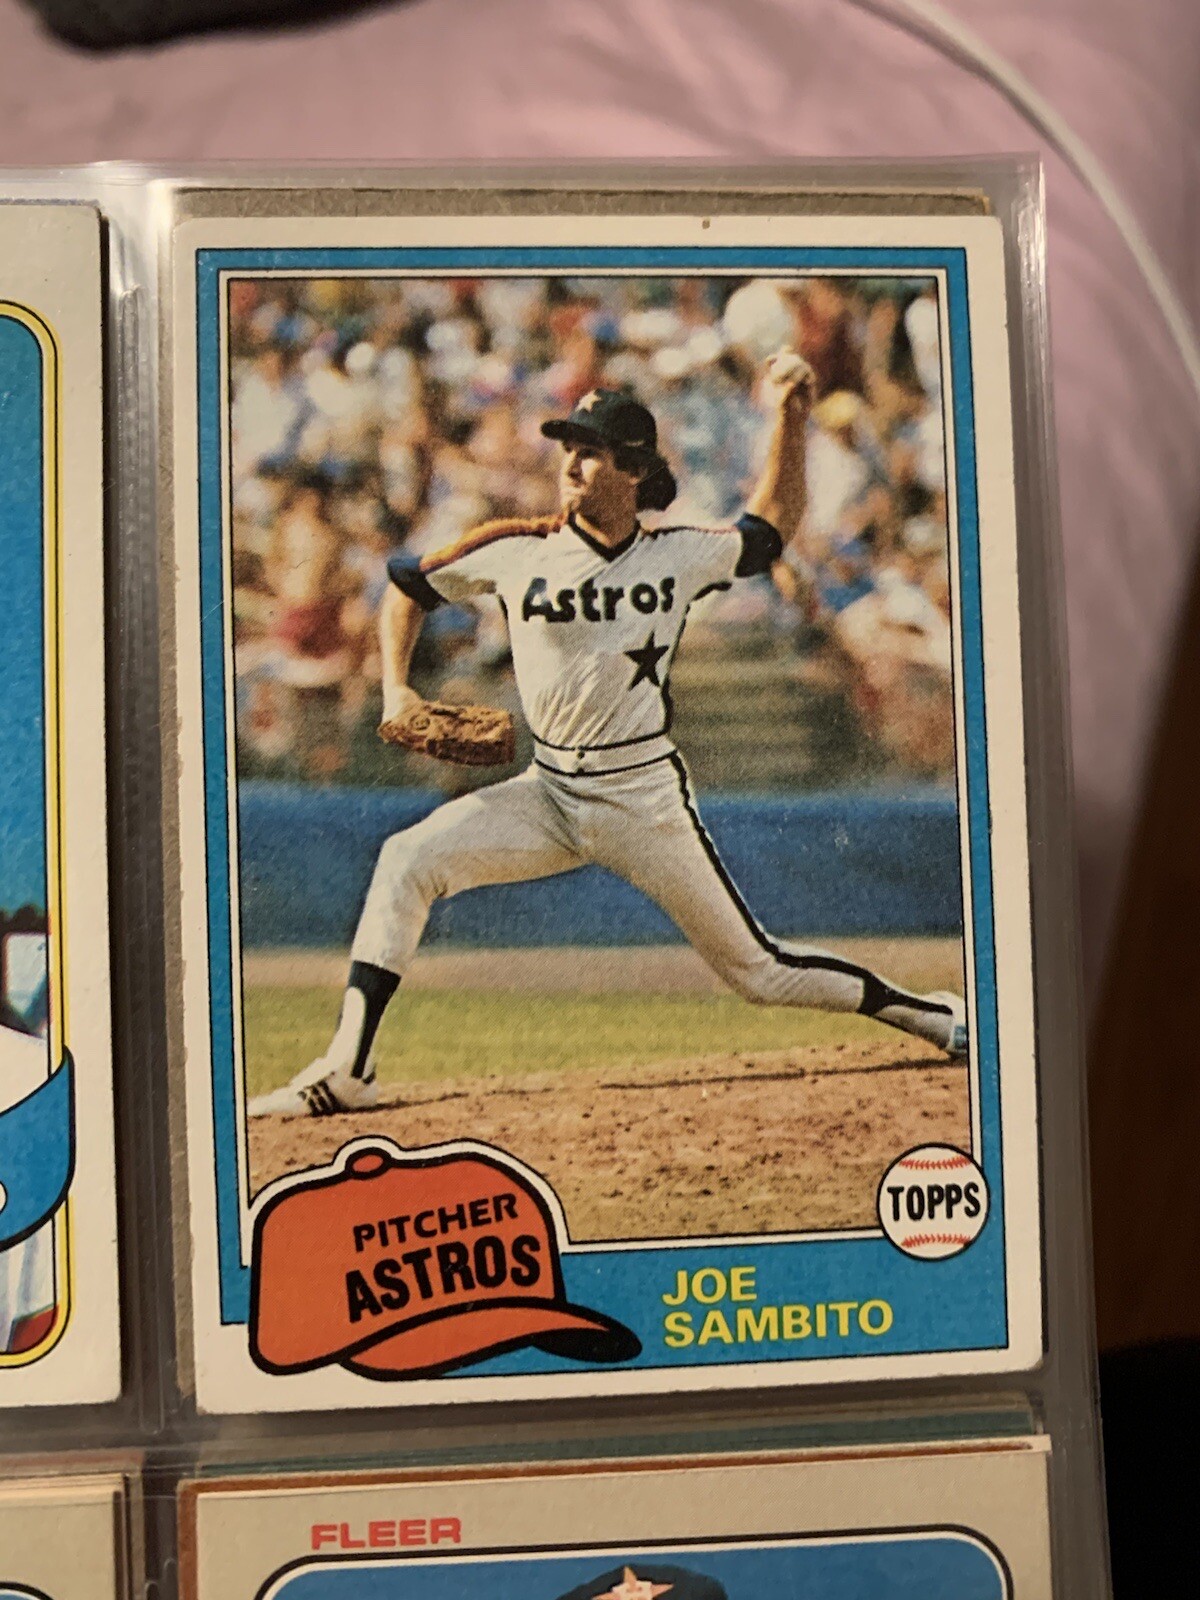 Astros
PITCHER
ASTROS
TOPPS
JOE
SAMBITO
FLEER